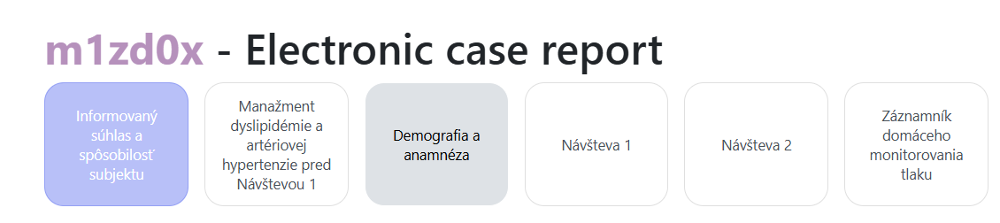 m1zd0x - Electronic case report
Informovaný
súhlas a
spôsobilosť
subjektu
Manažment
dyslipidémie a
artériovej
hypertenzie pred
Návštevou 1
Demografia a
anamnéza
Návšteva 1
Návšteva 2
Záznamník
domáceho
monitorovania
tlaku